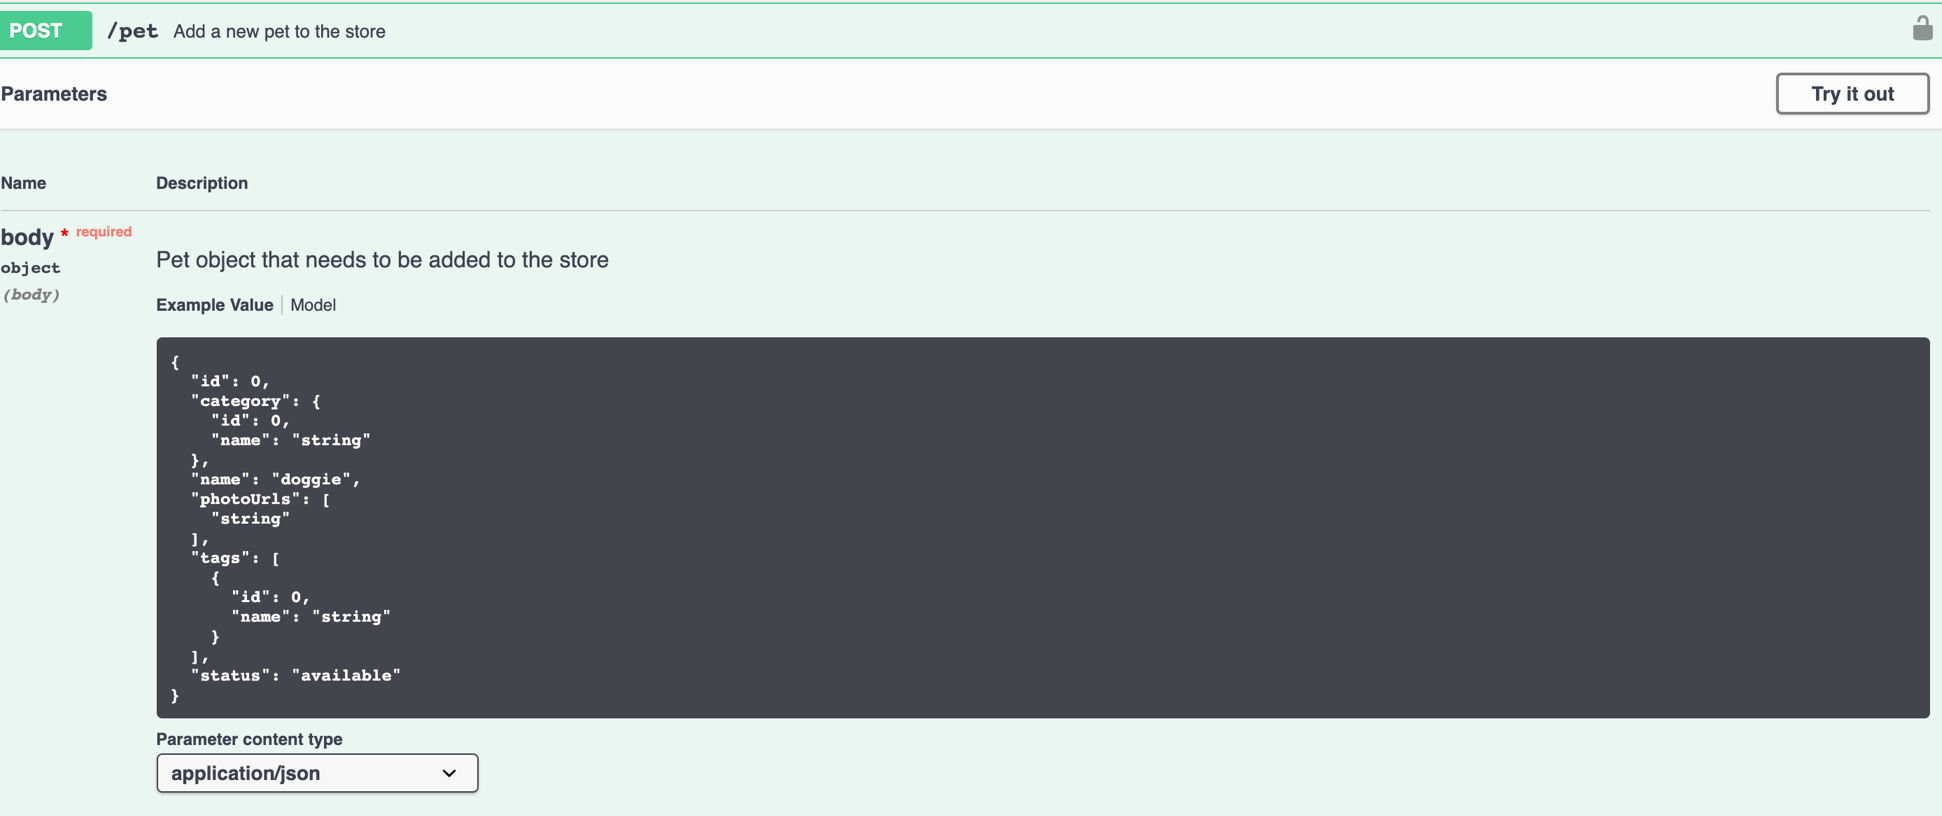 POST /pet Add a new pet to the store
Parameters
Try it out
Name Description
body * required
object
(body)
Pet object that needs to be added to the store
Example Value | Model
{
  "id": 0,
  "category": {
    "id": 0,
    "name": "string"
  },
  "name": "doggie",
  "photoUrls": [
    "string"
  ],
  "tags": [
    {
      "id": 0,
      "name": "string"
    }
  ],
  "status": "available"
}
Parameter content type
application/json